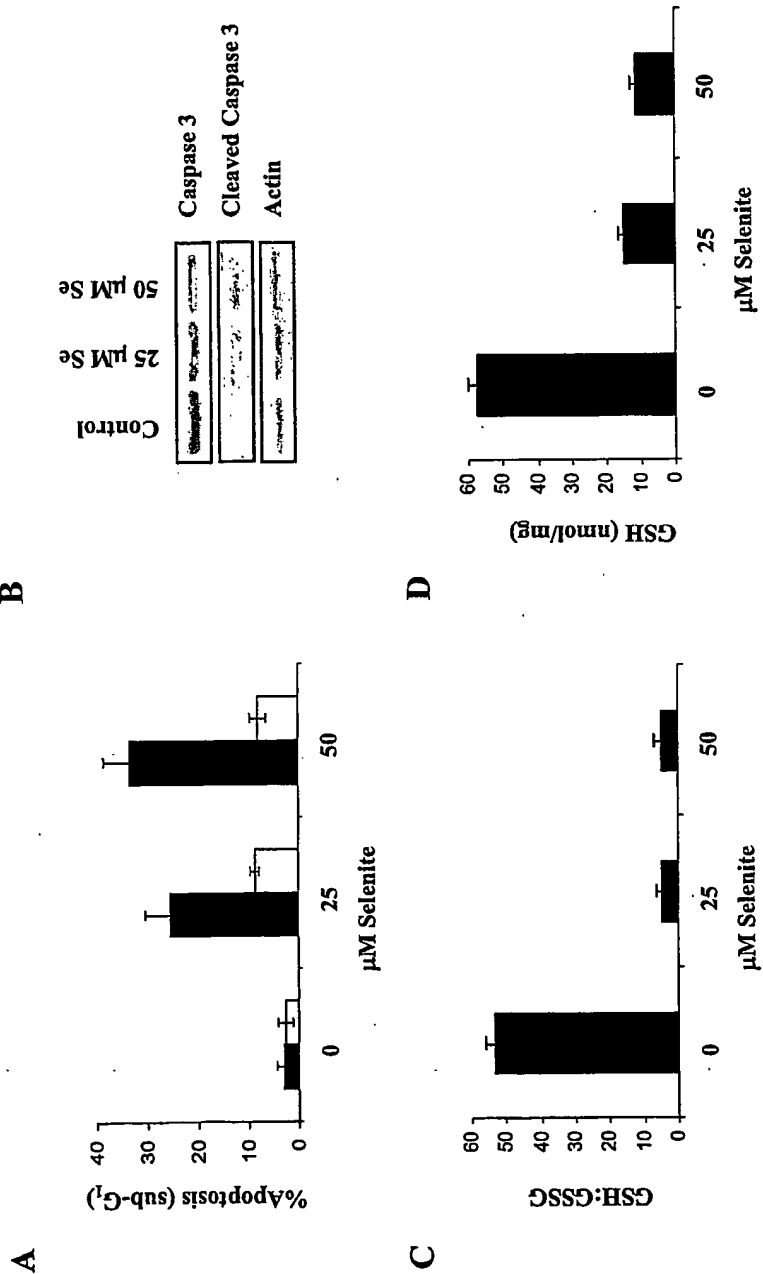 A
%Apoptosis (sub-G₁)
40
30
20
10
0
0
25
50
µM Selenite
B
Control
25 µM Se
50 µM Se
Caspase 3
Cleaved Caspase 3
Actin
C
GSH:GSSG
60
50
40
30
20
10
0
0
25
50
µM Selenite
D
GSH (nmol/mg)
60
50
40
30
20
10
0
0
25
50
µM Selenite